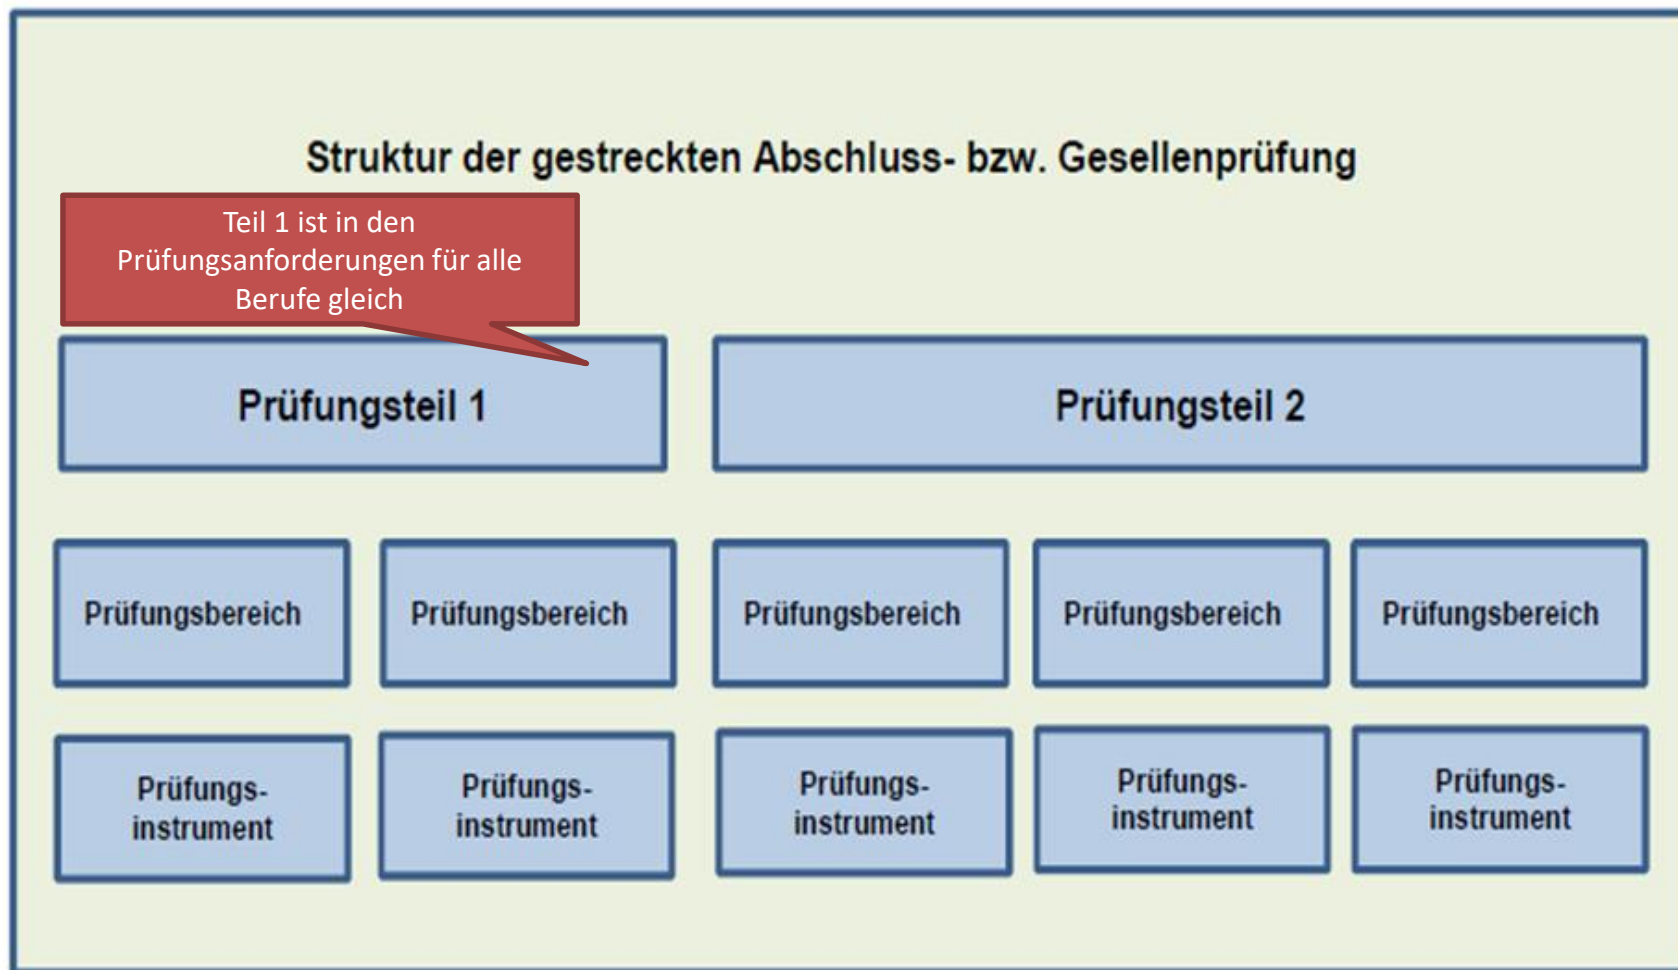 Struktur der gestreckten Abschluss- bzw. Gesellenprüfung
Teil 1 ist in den
Prüfungsanforderungen für alle
Berufe gleich
Prüfungsteil 1
Prüfungsteil 2
Prüfungsbereich
Prüfungsbereich
Prüfungsbereich
Prüfungsbereich
Prüfungsbereich
Prüfungs-
instrument
Prüfungs-
instrument
Prüfungs-
instrument
Prüfungs-
instrument
Prüfungs-
instrument